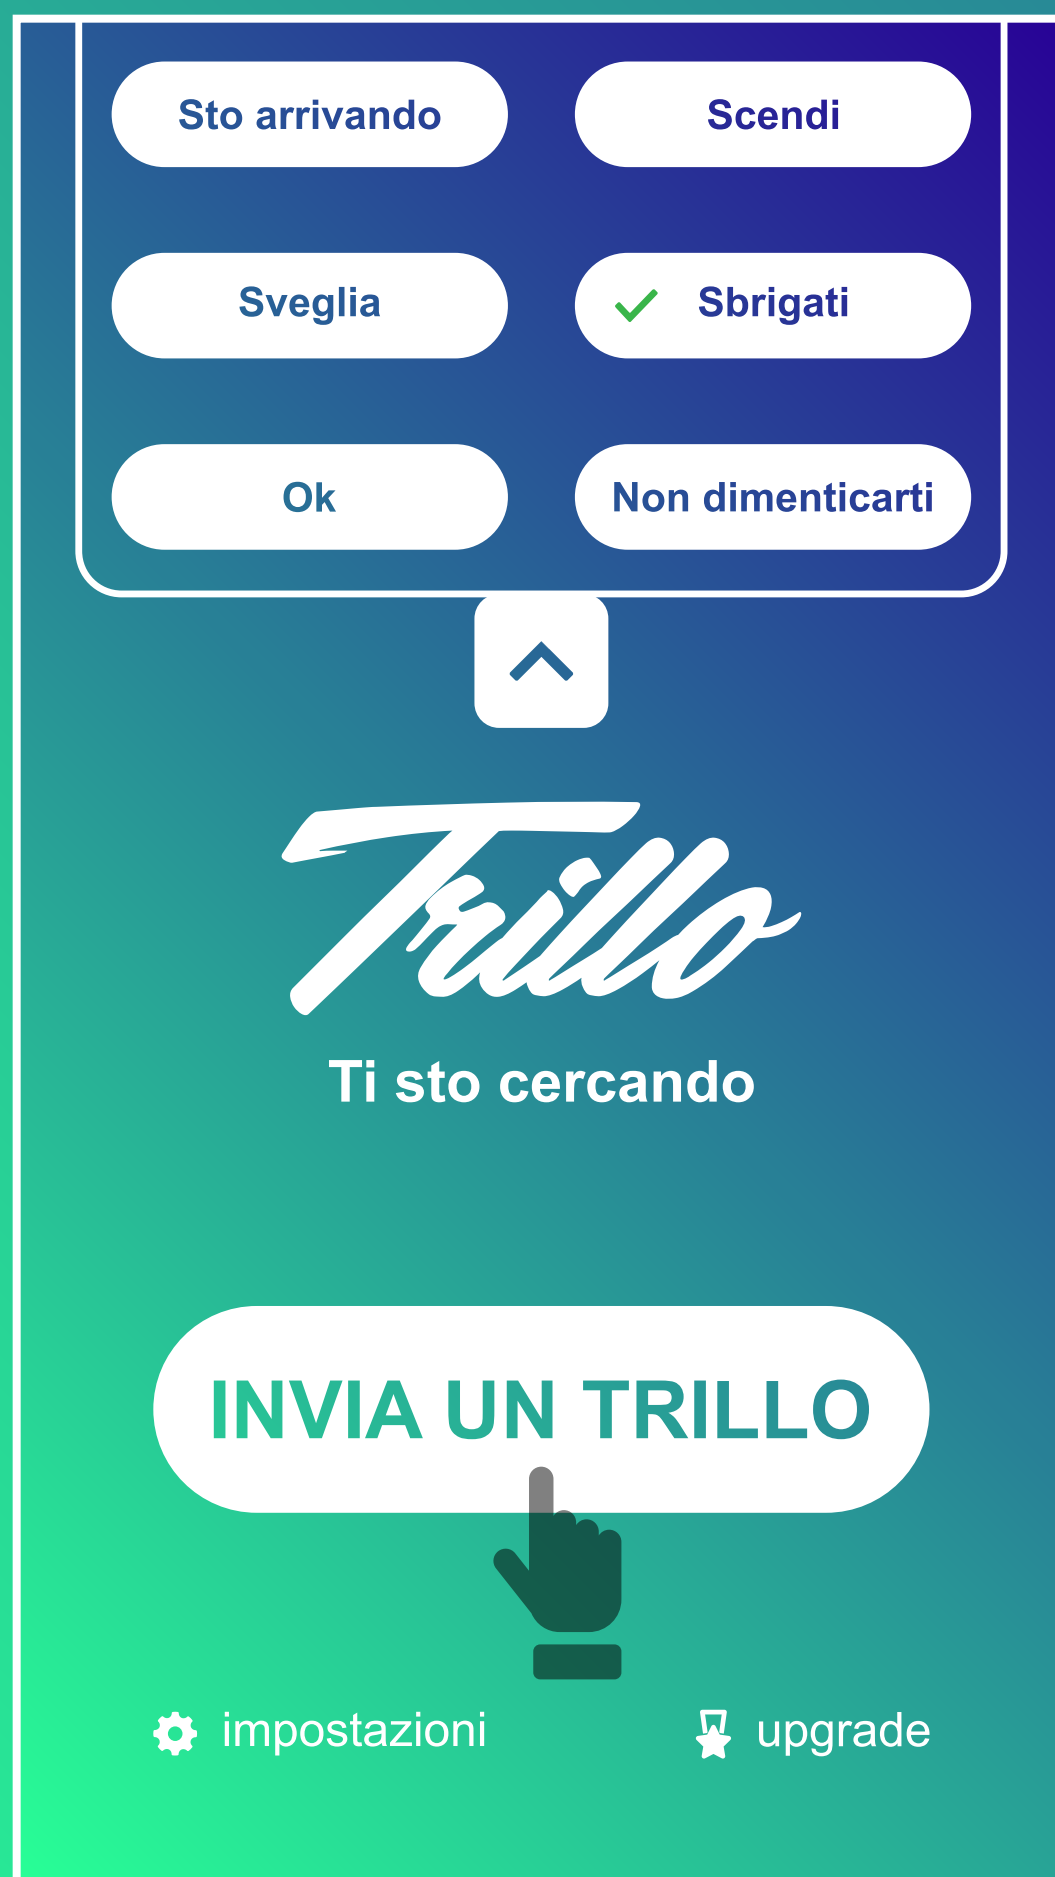 Sto arrivando
Scendi
Sveglia
Sbrigati
Ok
Non dimenticarti
Trillo
Ti sto cercando
INVIA UN TRILLO
impostazioni
upgrade